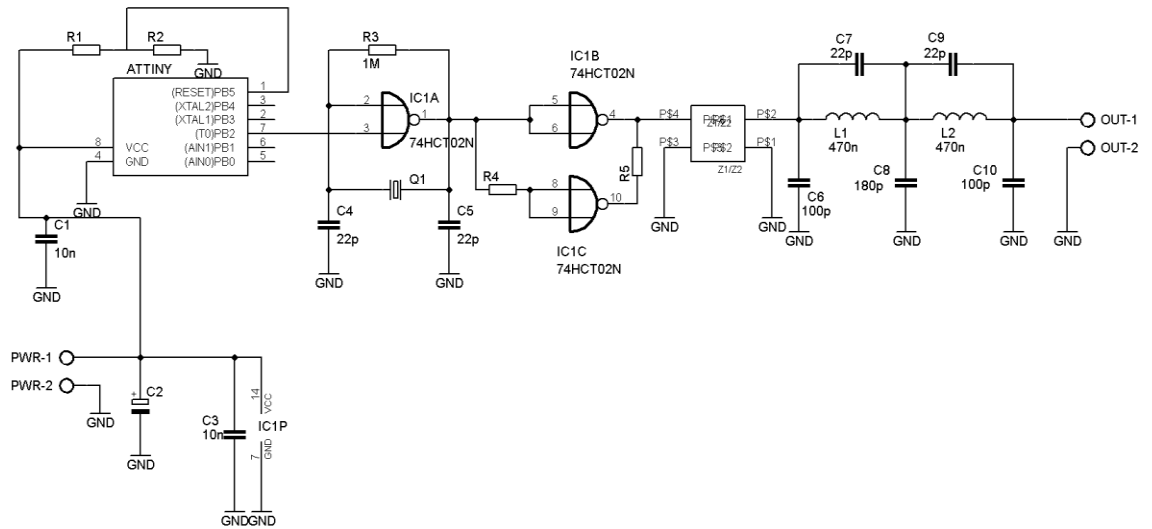 R1
R2
GND
ATTINY
(RESET)PB5 1
(XTAL2)PB4 3
(XTAL1)PB3 2
(T0)PB2 7
8 VCC (AIN1)PB1 6
4 GND (AIN0)PB0 5
GND
C1
10n
GND
R3
1M
IC1A
2
3
1
74HCT02N
Q1
C4
22p
GND
C5
22p
GND
IC1B
74HCT02N
5
6
4
R4
R5
8
9
10
IC1C
74HCT02N
P$4
P$3
P$2
P$1
Z1/Z2
GND
GND
C7
22p
C9
22p
L1
470n
L2
470n
C6
100p
GND
C8
180p
GND
C10
100p
GND
OUT-1
OUT-2
GND
PWR-1
PWR-2
GND
C2
+
GND
C3
10n
14
VCC
IC1P
GND
7
GND
GND